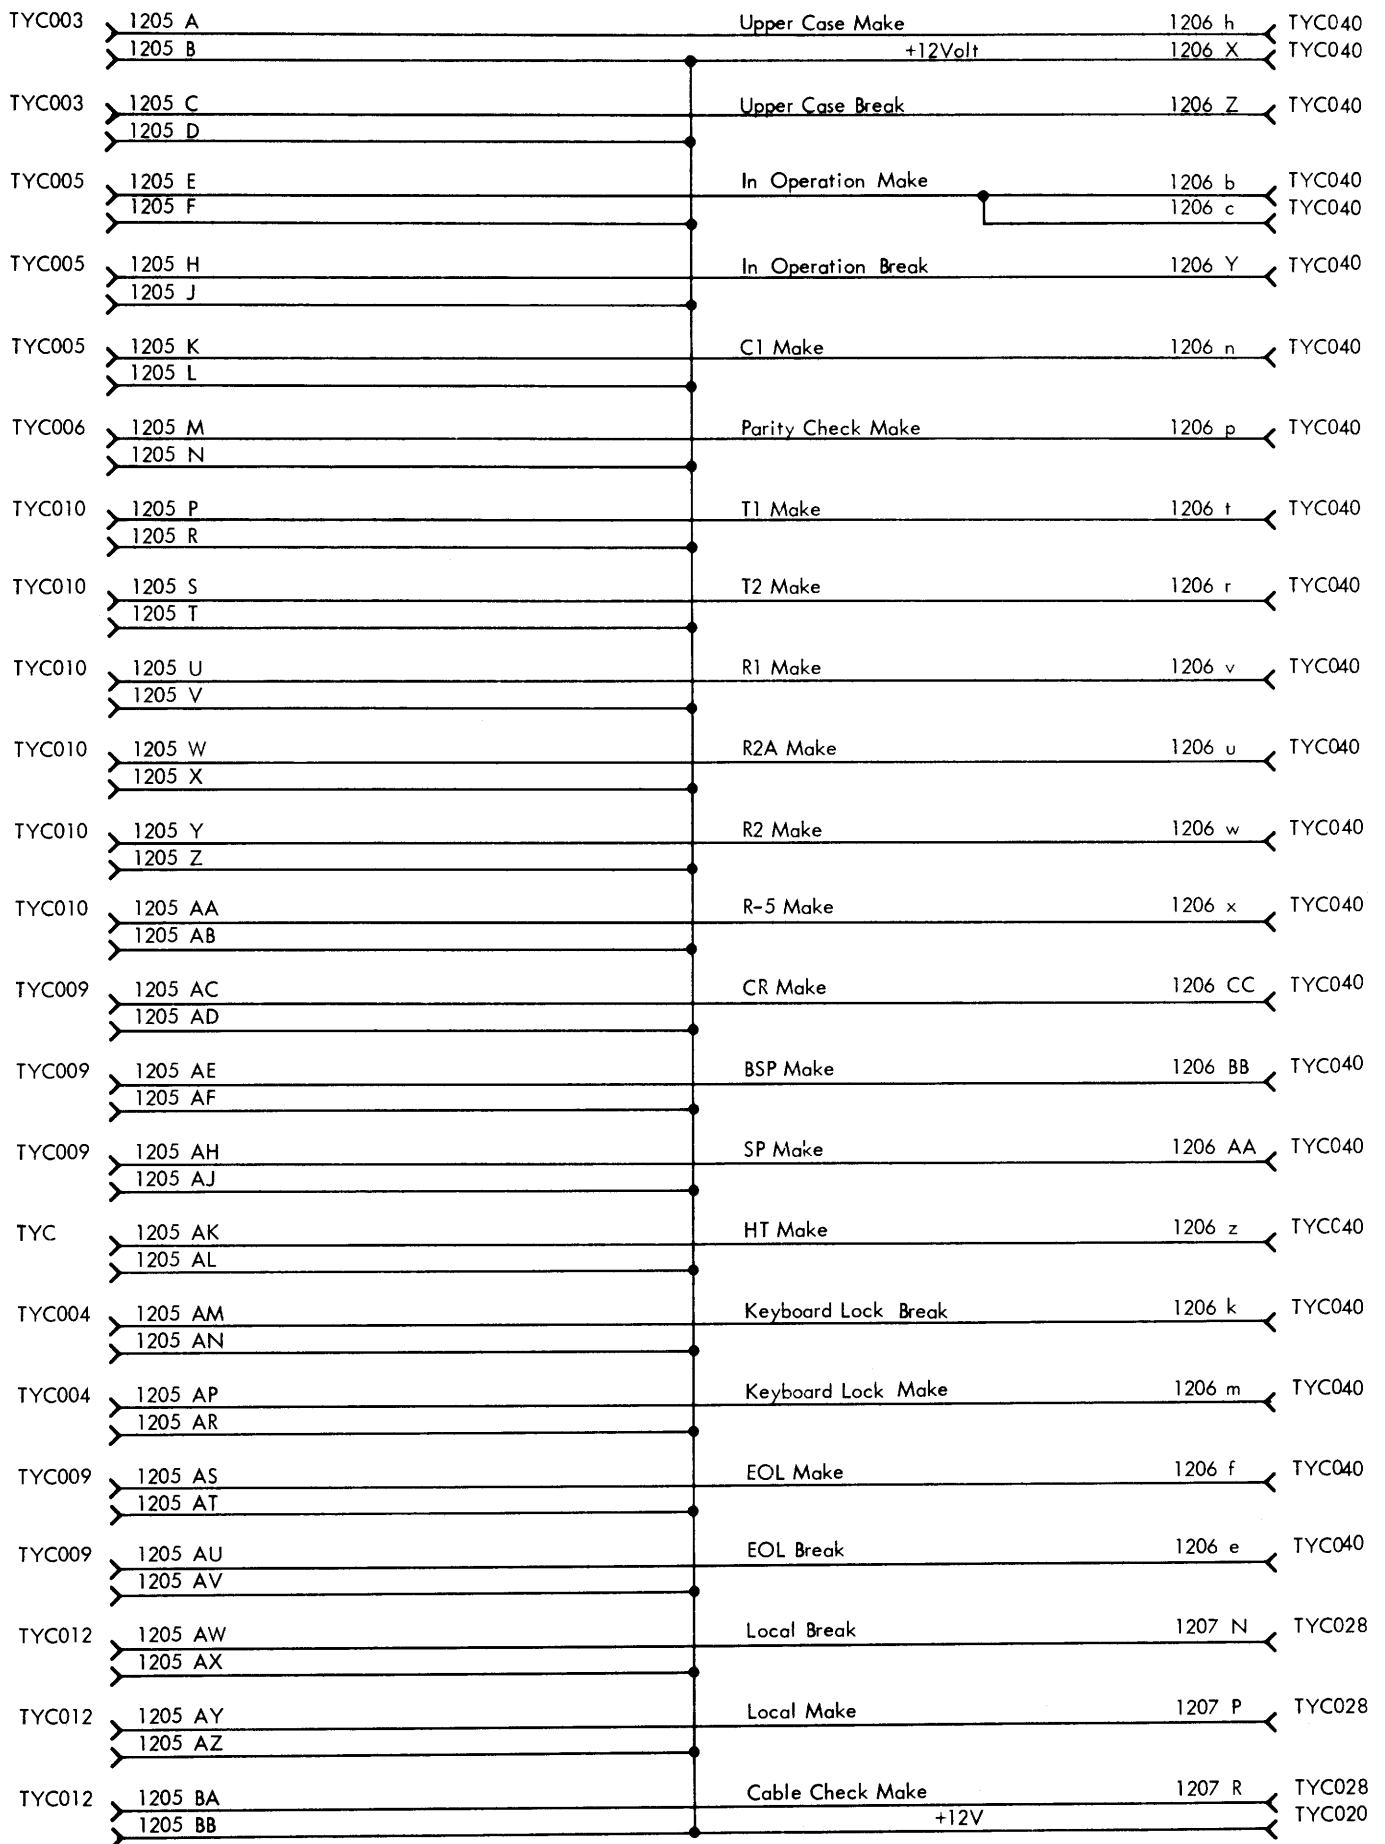 TYC003 1205 A Upper Case Make 1206 h TYC040
1205 B +12Volt 1206 X TYC040
TYC003 1205 C Upper Case Break 1206 Z TYC040
1205 D
TYC005 1205 E In Operation Make 1206 b TYC040
1205 F 1206 c TYC040
TYC005 1205 H In Operation Break 1206 Y TYC040
1205 J
TYC005 1205 K C1 Make 1206 n TYC040
1205 L
TYC006 1205 M Parity Check Make 1206 p TYC040
1205 N
TYC010 1205 P T1 Make 1206 t TYC040
1205 R
TYC010 1205 S T2 Make 1206 r TYC040
1205 T
TYC010 1205 U R1 Make 1206 v TYC040
1205 V
TYC010 1205 W R2A Make 1206 u TYC040
1205 X
TYC010 1205 Y R2 Make 1206 w TYC040
1205 Z
TYC010 1205 AA R-5 Make 1206 x TYC040
1205 AB
TYC009 1205 AC CR Make 1206 CC TYC040
1205 AD
TYC009 1205 AE BSP Make 1206 BB TYC040
1205 AF
TYC009 1205 AH SP Make 1206 AA TYC040
1205 AJ
TYC 1205 AK HT Make 1206 z TYC040
1205 AL
TYC004 1205 AM Keyboard Lock Break 1206 k TYC040
1205 AN
TYC004 1205 AP Keyboard Lock Make 1206 m TYC040
1205 AR
TYC009 1205 AS EOL Make 1206 f TYC040
1205 AT
TYC009 1205 AU EOL Break 1206 e TYC040
1205 AV
TYC012 1205 AW Local Break 1207 N TYC028
1205 AX
TYC012 1205 AY Local Make 1207 P TYC028
1205 AZ
TYC012 1205 BA Cable Check Make 1207 R TYC028
1205 BB +12V TYC020